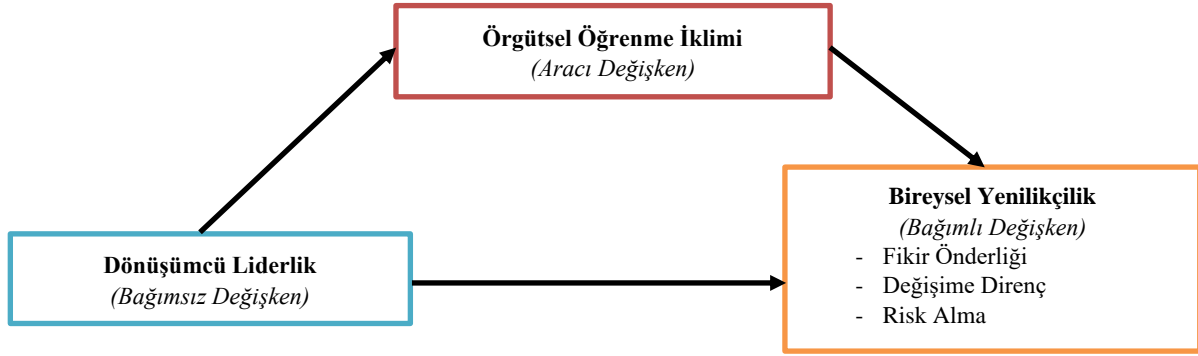 Örgütsel Öğrenme İklimi
(Aracı Değişken)
Bireysel Yenilikçilik
(Bağımlı Değişken)
- Fikir Önderliği
- Değişime Direnç
- Risk Alma
Dönüşümcü Liderlik
(Bağımsız Değişken)